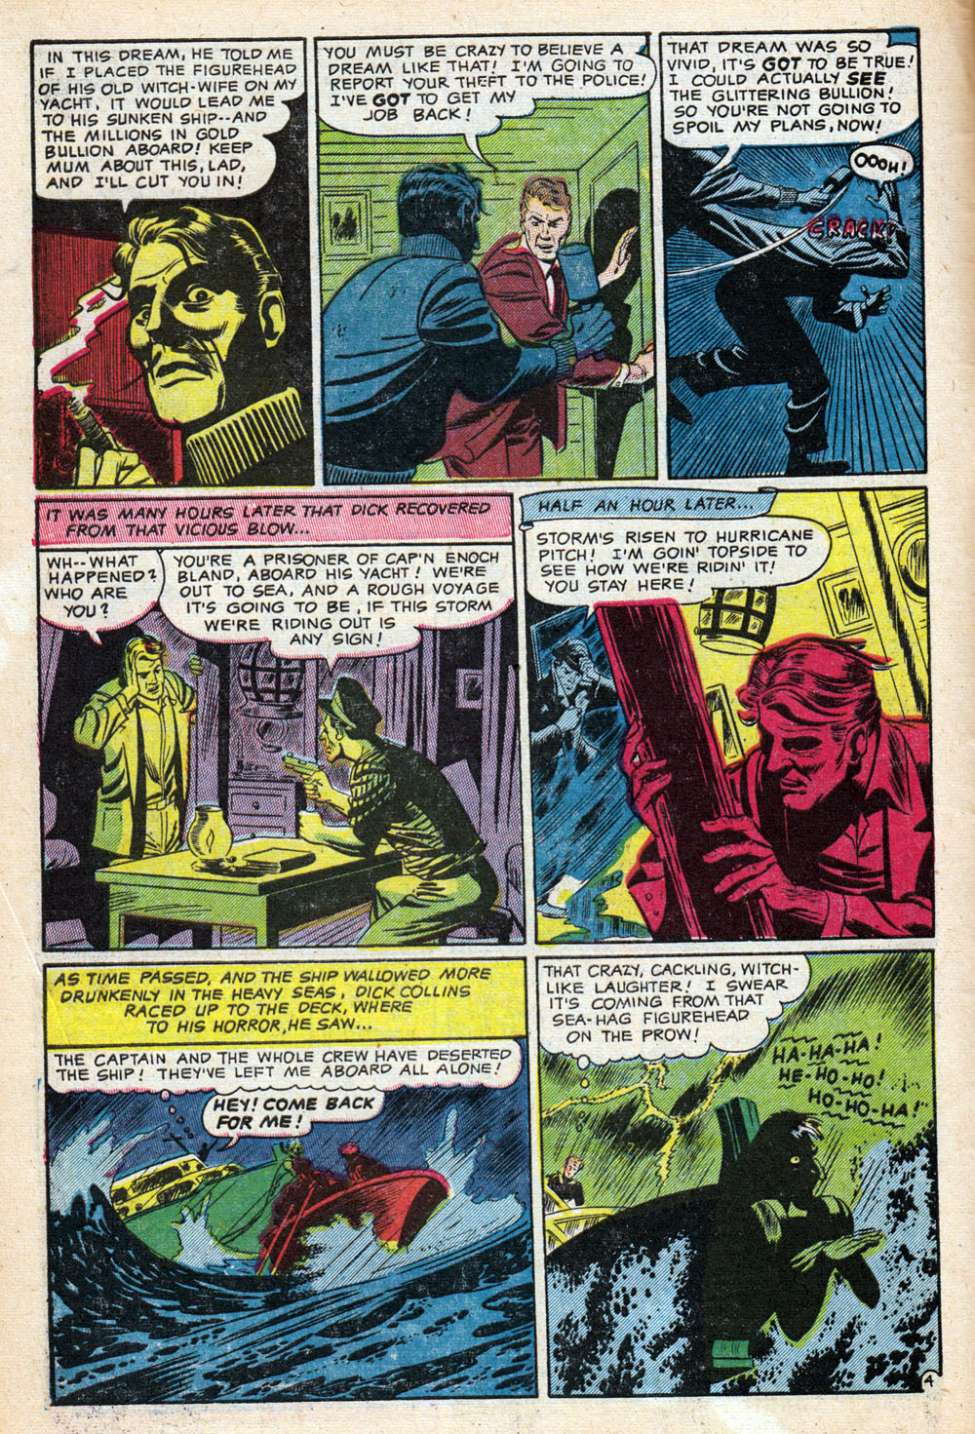 IN THIS DREAM, HE TOLD ME
IF I PLACED THE FIGUREHEAD
OF HIS OLD WITCH-WIFE ON MY
YACHT, IT WOULD LEAD ME
TO HIS SUNKEN SHIP--AND
THE MILLIONS IN GOLD
BULLION ABOARD! KEEP
MUM ABOUT THIS, LAD,
AND I'LL CUT YOU IN!
YOU MUST BE CRAZY TO BELIEVE A
DREAM LIKE THAT! I'M GOING TO
REPORT YOUR THEFT TO THE POLICE!
I'VE GOT TO GET MY
JOB BACK!
THAT DREAM WAS SO
VIVID, IT'S GOT TO BE TRUE!
I COULD ACTUALLY SEE
THE GLITTERING BULLION!
SO YOU'RE NOT GOING TO
SPOIL MY PLANS, NOW!
OOOH!
CRACK!
IT WAS MANY HOURS LATER THAT DICK RECOVERED
FROM THAT VICIOUS BLOW...
WH--WHAT
HAPPENED?
WHO ARE
YOU?
YOU'RE A PRISONER OF CAP'N ENOCH
BLAND, ABOARD HIS YACHT! WE'RE
OUT TO SEA, AND A ROUGH VOYAGE
IT'S GOING TO BE, IF THIS STORM
WE'RE RIDING OUT IS
ANY SIGN!
HALF AN HOUR LATER...
STORM'S RISEN TO HURRICANE
PITCH! I'M GOIN' TOPSIDE TO
SEE HOW WE'RE RIDIN' IT!
YOU STAY HERE!
AS TIME PASSED, AND THE SHIP WALLOWED MORE
DRUNKENLY IN THE HEAVY SEAS, DICK COLLINS
RACED UP TO THE DECK, WHERE
TO HIS HORROR, HE SAW...
THE CAPTAIN AND THE WHOLE CREW HAVE DESERTED
THE SHIP! THEY'VE LEFT ME ABOARD ALL ALONE!
HEY! COME BACK
FOR ME!
THAT CRAZY, CACKLING, WITCH-
LIKE LAUGHTER! I SWEAR
IT'S COMING FROM THAT
SEA-HAG FIGUREHEAD
ON THE PROW!
HA-HA-HA!
HE-HO-HO!
HO-HO-HA!
4